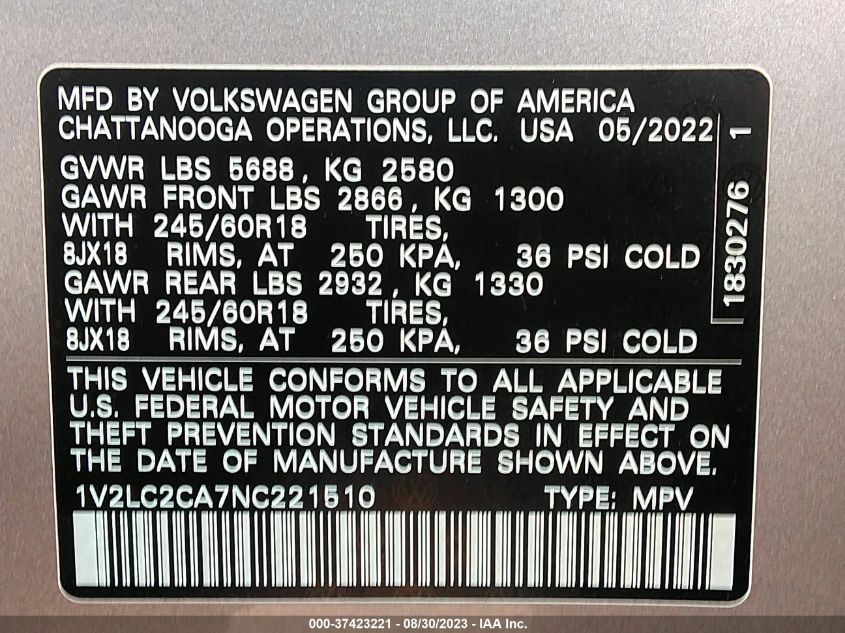 MFD BY VOLKSWAGEN GROUP OF AMERICA
CHATTANOOGA OPERATIONS, LLC. USA 05/2022
GVWR LBS 5688, KG 2580
GAWR FRONT LBS 2866, KG 1300
WITH 245/60R18 TIRES,
8JX18 RIMS, AT 250 KPA, 36 PSI COLD
GAWR REAR LBS 2932, KG 1330
WITH 245/60R18 TIRES,
8JX18 RIMS, AT 250 KPA, 36 PSI COLD
1830276 1
THIS VEHICLE CONFORMS TO ALL APPLICABLE
U.S. FEDERAL MOTOR VEHICLE SAFETY AND
THEFT PREVENTION STANDARDS IN EFFECT ON
THE DATE OF MANUFACTURE SHOWN ABOVE.
1V2LC2CA7NC221510 TYPE: MPV
000-37423221 - 08/30/2023 - IAA Inc.